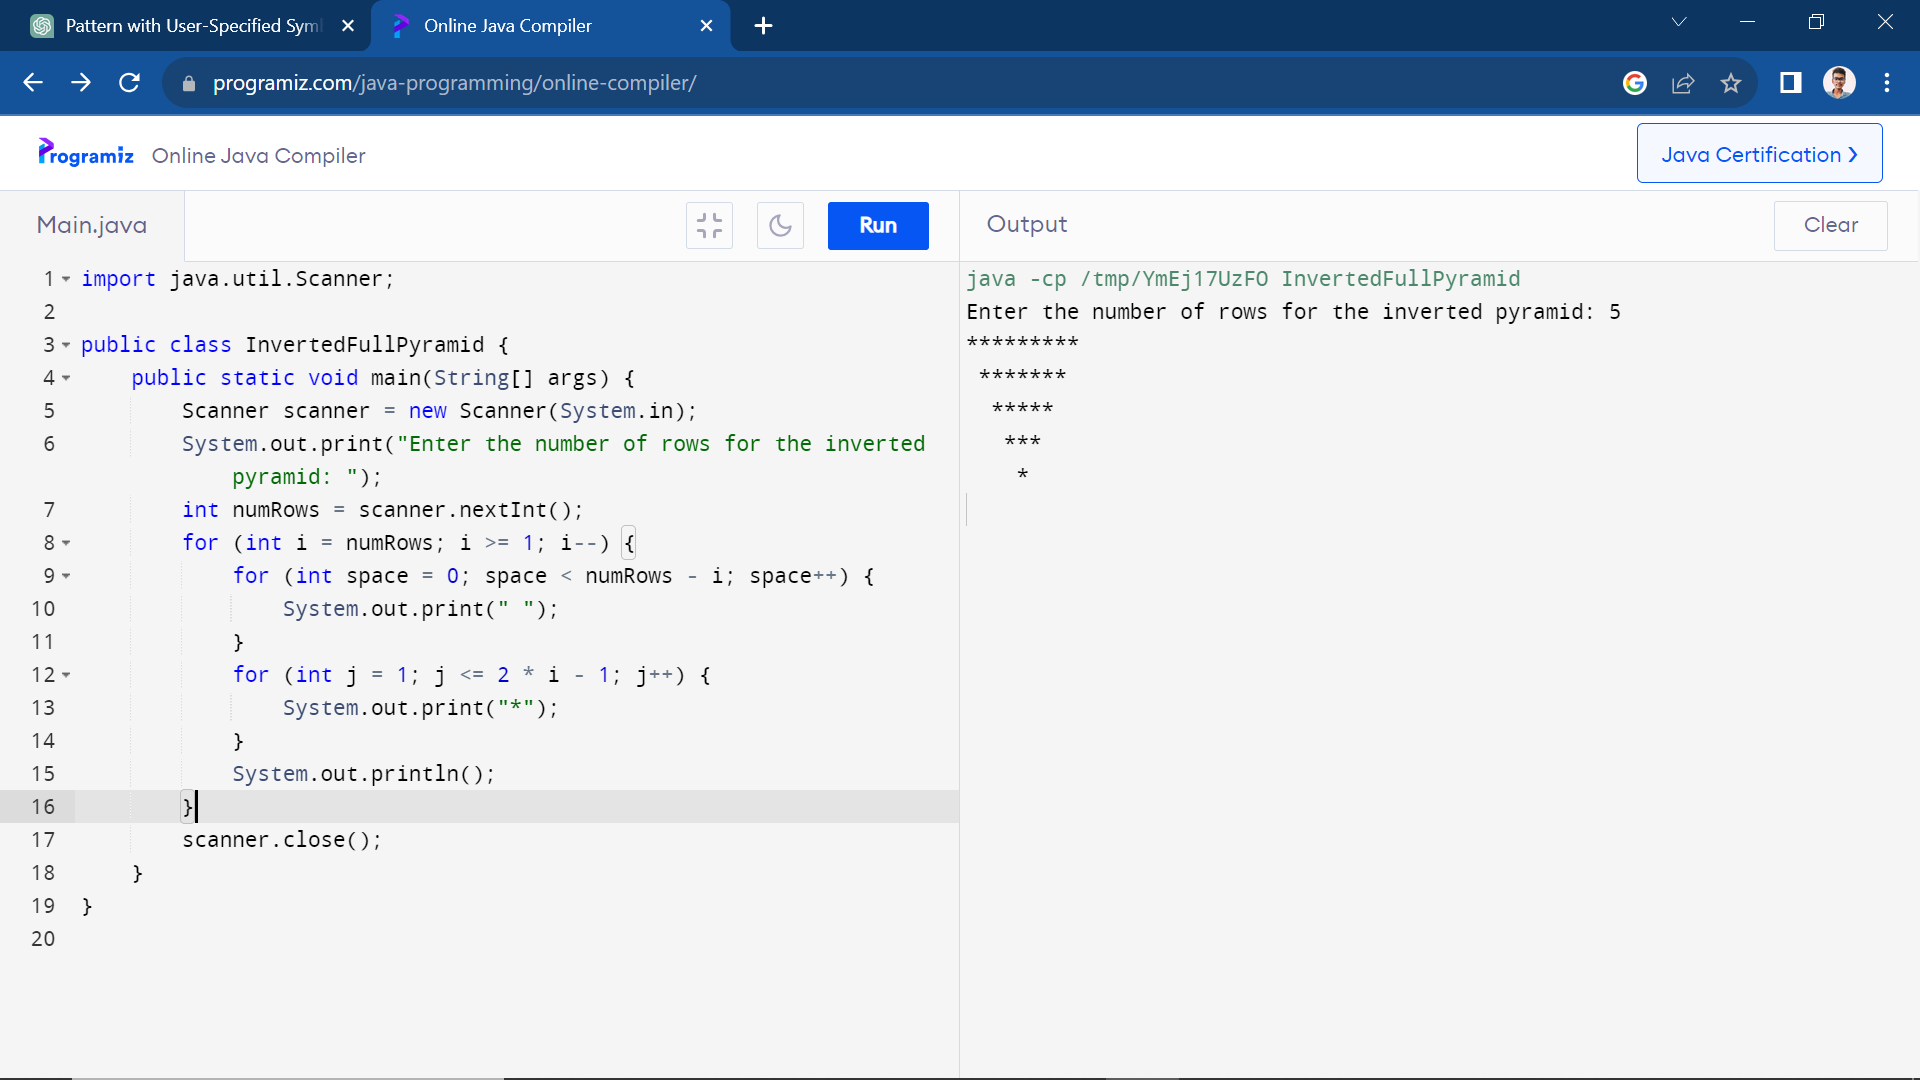 Pattern with User-Specified Sym
Online Java Compiler
programiz.com/java-programming/online-compiler/
Programiz Online Java Compiler
Java Certification ❯
Main.java
Run
Output
Clear
1 import java.util.Scanner;
2
3 public class InvertedFullPyramid {
4     public static void main(String[] args) {
5         Scanner scanner = new Scanner(System.in);
6         System.out.print("Enter the number of rows for the inverted
            pyramid: ");
7         int numRows = scanner.nextInt();
8         for (int i = numRows; i >= 1; i--) {
9             for (int space = 0; space < numRows - i; space++) {
10                System.out.print(" ");
11            }
12            for (int j = 1; j <= 2 * i - 1; j++) {
13                System.out.print("*");
14            }
15            System.out.println();
16        }
17        scanner.close();
18    }
19 }
20
java -cp /tmp/YmEj17UzFO InvertedFullPyramid
Enter the number of rows for the inverted pyramid: 5
*********
 *******
  *****
   ***
    *